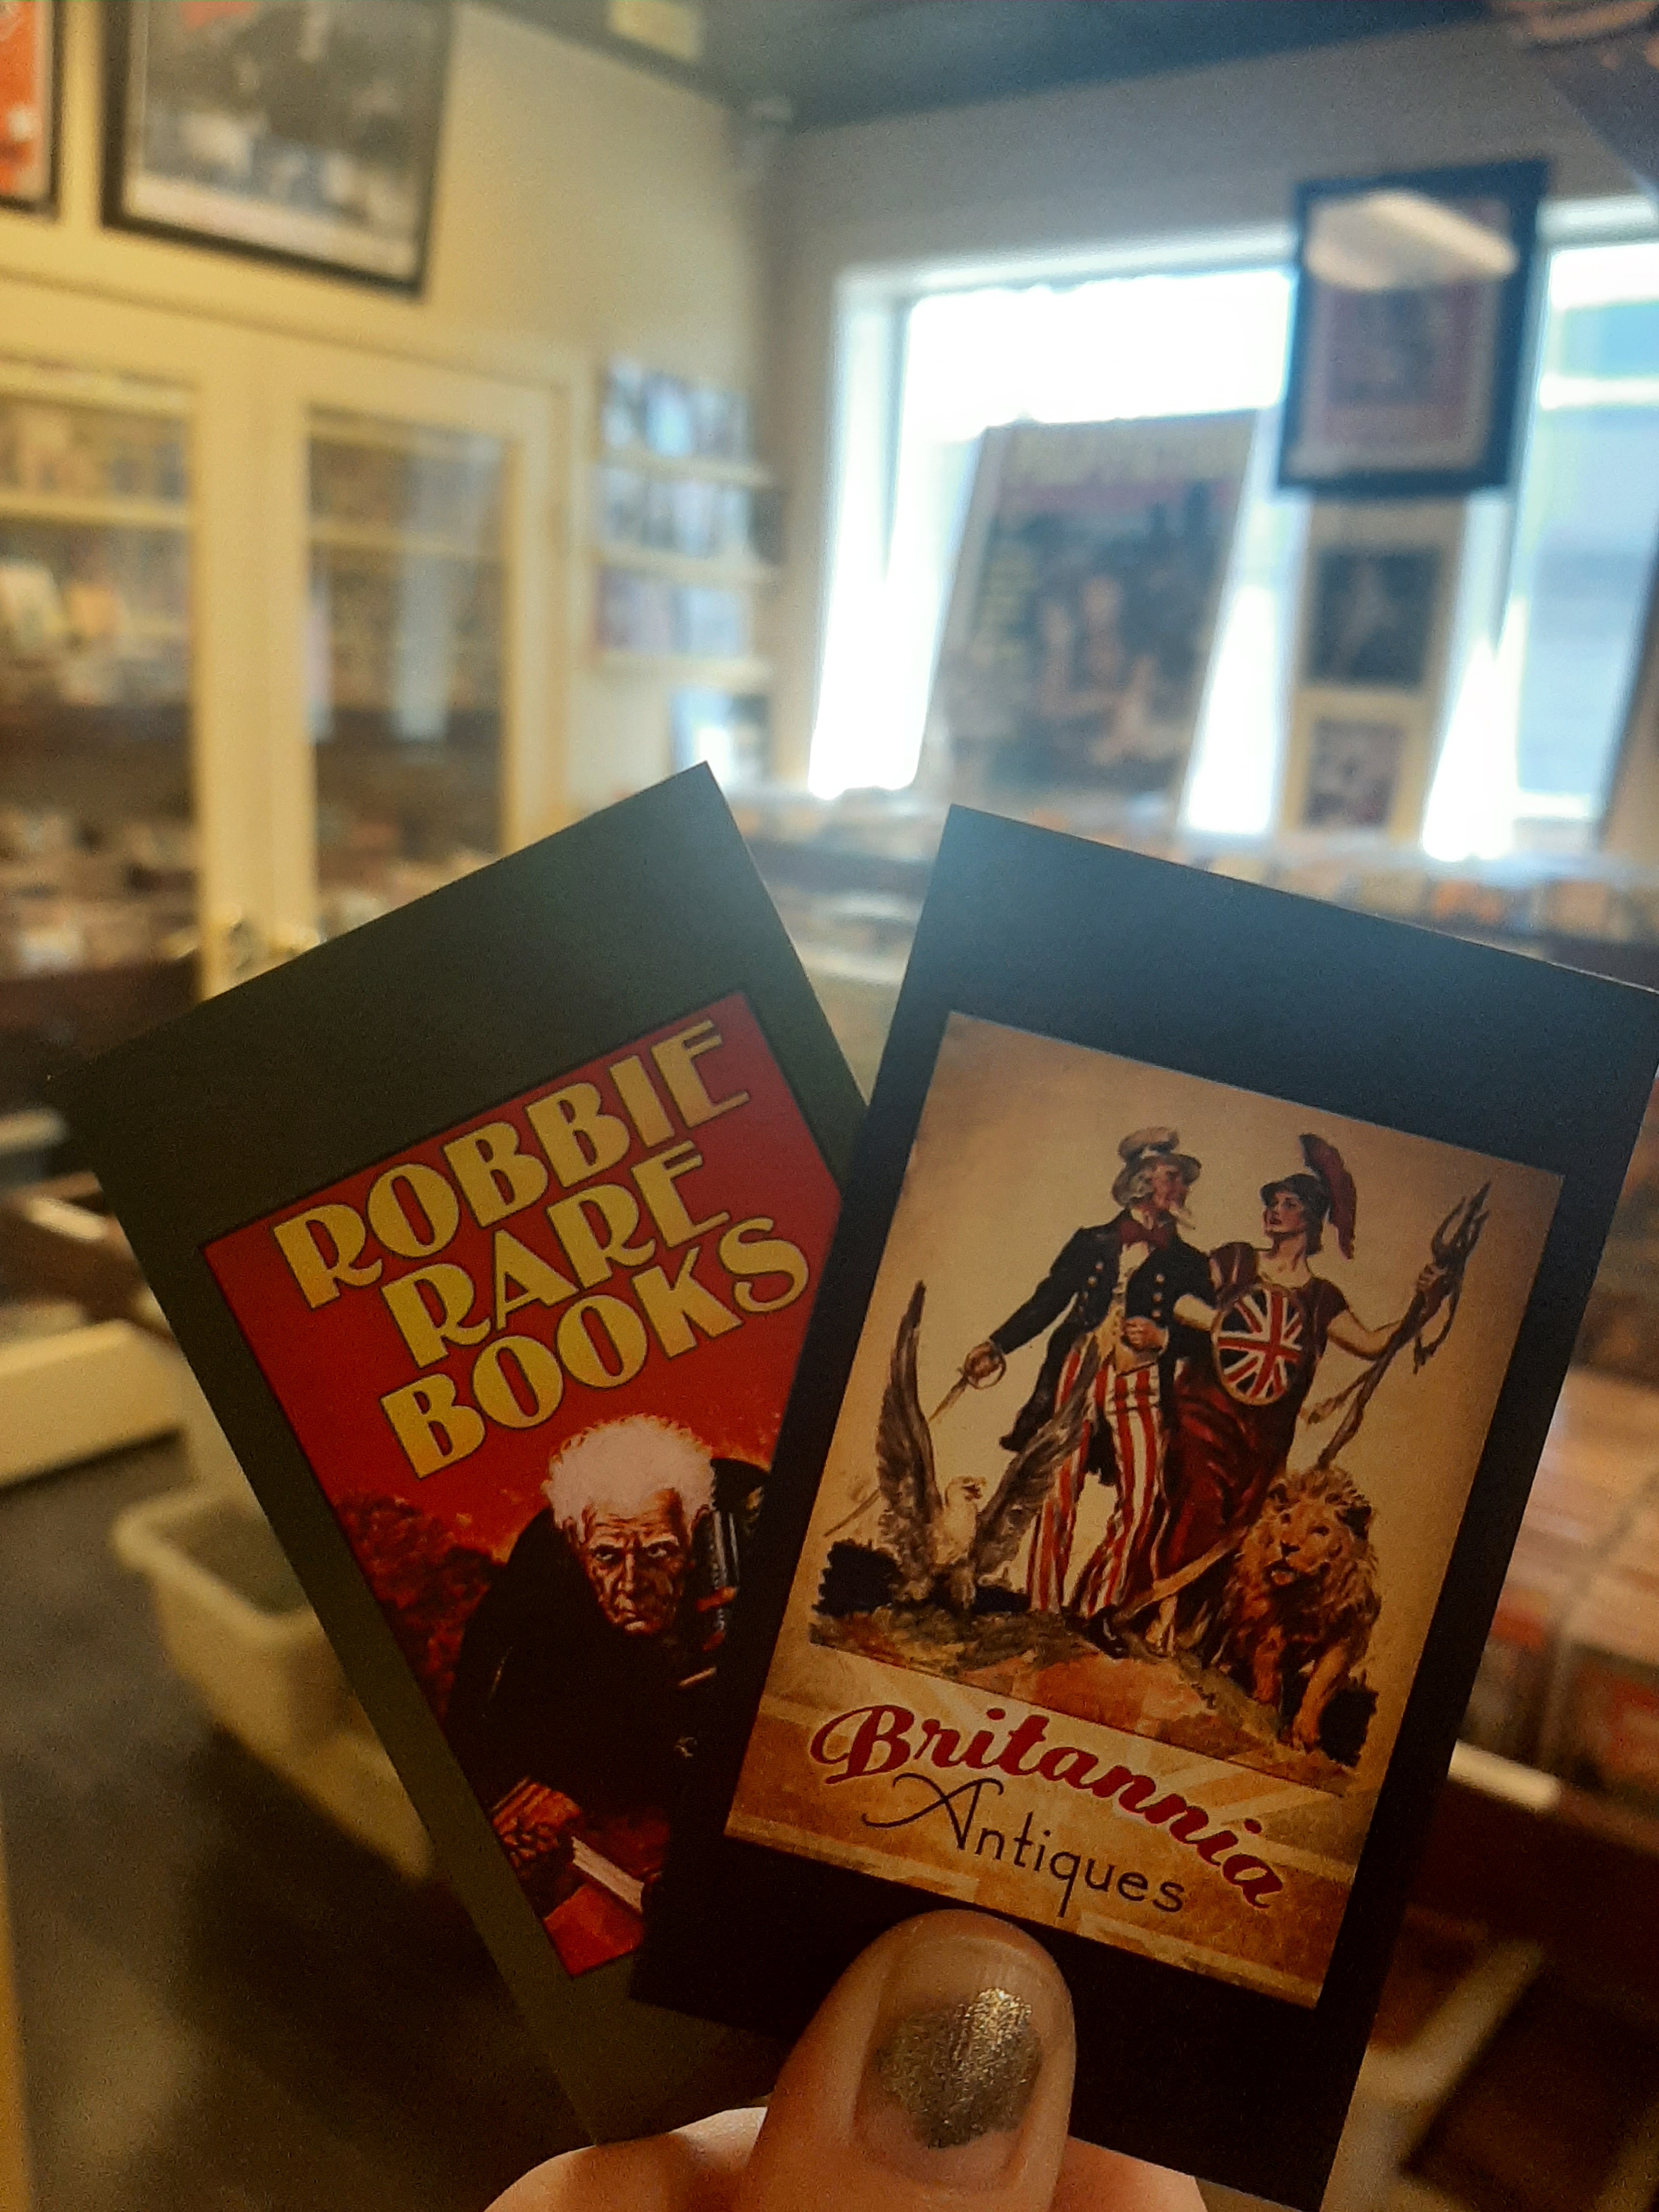 ROBBIE
RARE
BOOKS
Britannia
Antiques